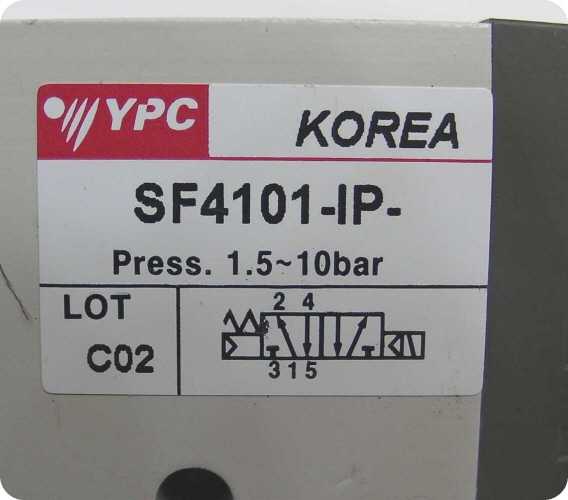 YPC KOREA
SF4101-IP-
Press. 1.5~10bar
LOT
C02
2 4
3 1 5